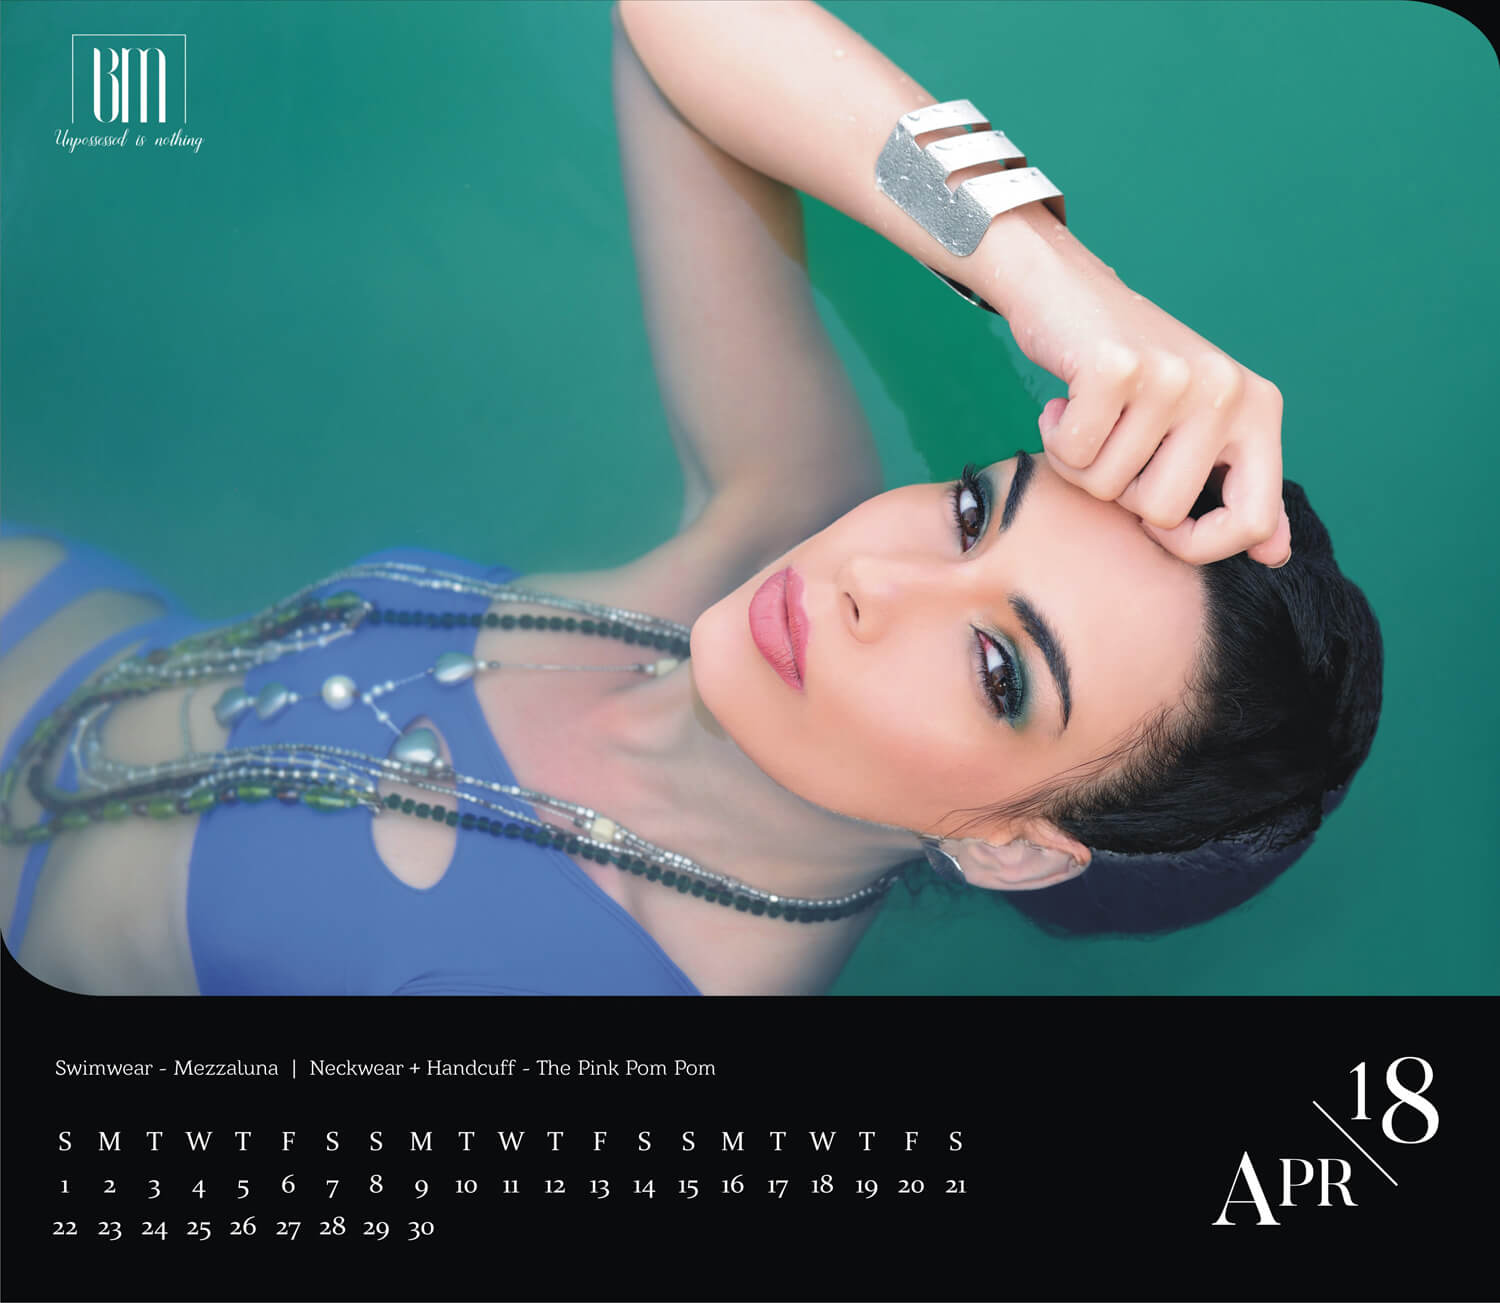 BM
Unpossessed is nothing
Swimwear - Mezzaluna | Neckwear + Handcuff - The Pink Pom Pom
18
APR
S M T W T F S S M T W T F S S M T W T F S
1 2 3 4 5 6 7 8 9 10 11 12 13 14 15 16 17 18 19 20 21
22 23 24 25 26 27 28 29 30